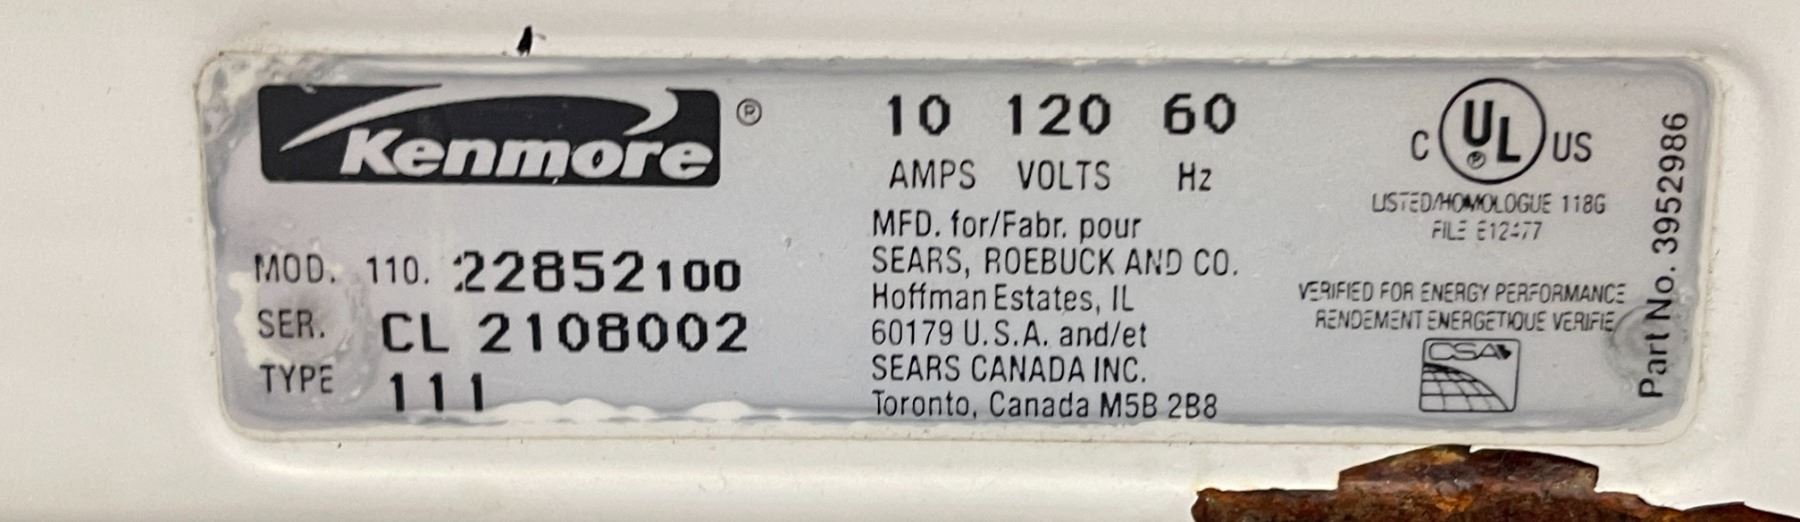 Kenmore ®
MOD. 110. 22852100
SER. CL 2108002
TYPE 111
10 120 60
AMPS VOLTS Hz
MFD. for/Fabr. pour
SEARS, ROEBUCK AND CO.
Hoffman Estates, IL
60179 U.S.A. and/et
SEARS CANADA INC.
Toronto, Canada M5B 2B8
C UL ® US
LISTED/HOMOLOGUE 118G
FILE
VERIFIED FOR ENERGY PERFORMANCE
RENDEMENT ENERGETIQUE VERIFIE
CSA
Part No. 3952986